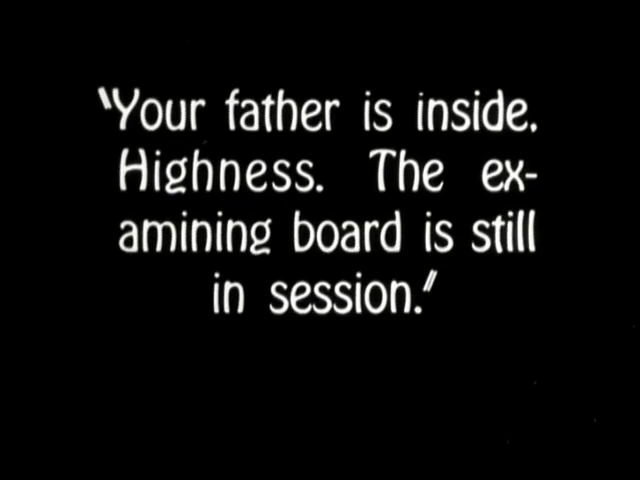 "Your father is inside.
Highness. The ex-
amining board is still
in session."